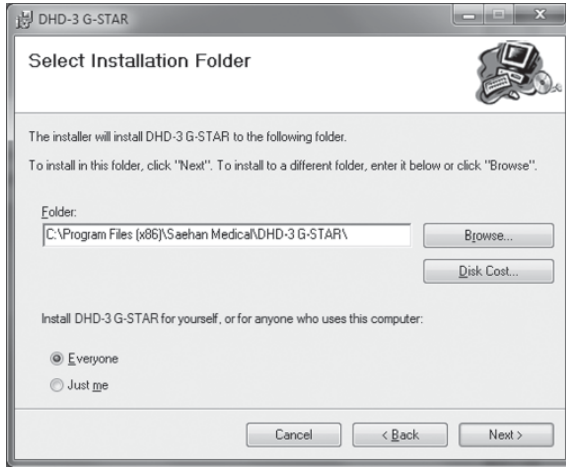 DHD-3 G-STAR
Select Installation Folder
The installer will install DHD-3 G-STAR to the following folder.
To install in this folder, click "Next". To install to a different folder, enter it below or click "Browse".
Folder:
C:\Program Files (x86)\Saehan Medical\DHD-3 G-STAR\
Browse...
Disk Cost...
Install DHD-3 G-STAR for yourself, or for anyone who uses this computer:
Everyone
Just me
Cancel
< Back
Next >